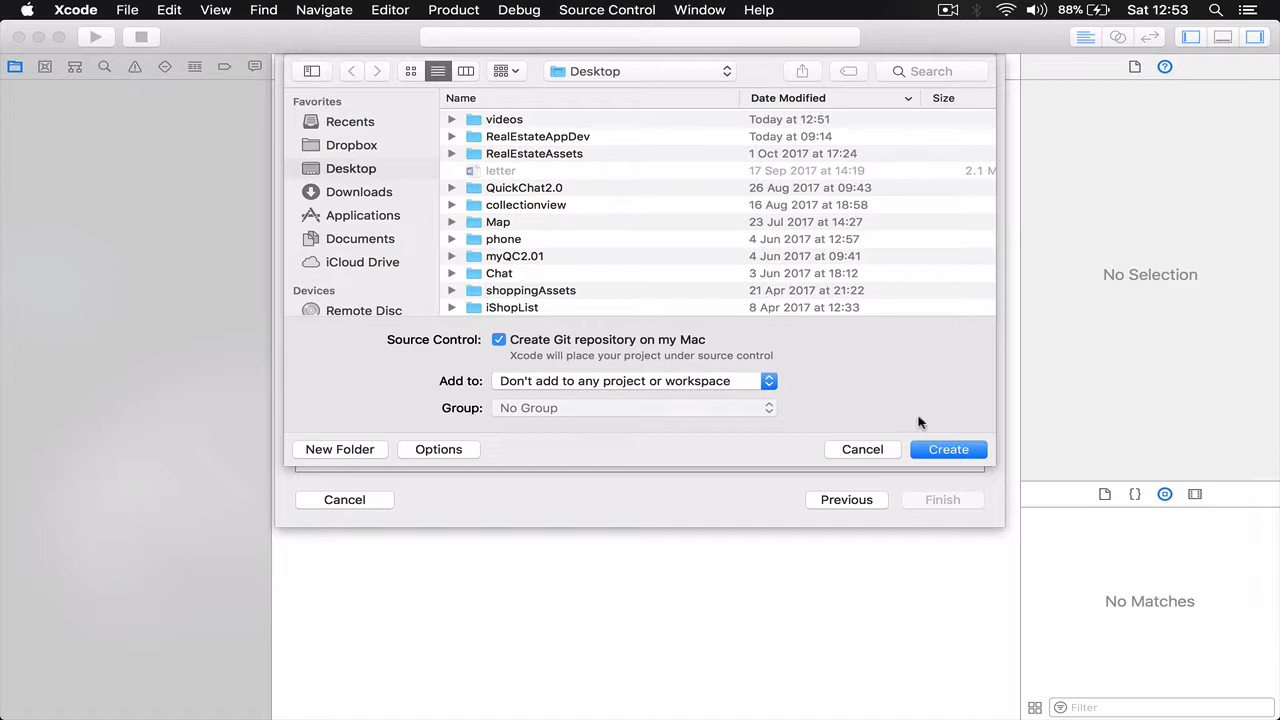 Xcode File Edit View Find Navigate Editor Product Debug Source Control Window Help 88% Sat 12:53
Desktop
Search
Favorites
Recents
Dropbox
Desktop
Downloads
Applications
Documents
iCloud Drive
Devices
Remote Disc
Name Date Modified Size
videos Today at 12:51
RealEstateAppDev Today at 09:14
RealEstateAssets 1 Oct 2017 at 17:24
letter 17 Sep 2017 at 14:19 2.1 M
QuickChat2.0 26 Aug 2017 at 09:43
collectionview 16 Aug 2017 at 18:58
Map 23 Jul 2017 at 14:27
phone 4 Jun 2017 at 12:57
myQC2.01 4 Jun 2017 at 09:41
Chat 3 Jun 2017 at 18:12
shoppingAssets 21 Apr 2017 at 21:22
iShopList 8 Apr 2017 at 12:33
Source Control: Create Git repository on my Mac
Xcode will place your project under source control
Add to: Don't add to any project or workspace
Group: No Group
New Folder Options Cancel Create
Cancel Previous Finish
No Selection
No Matches
Filter